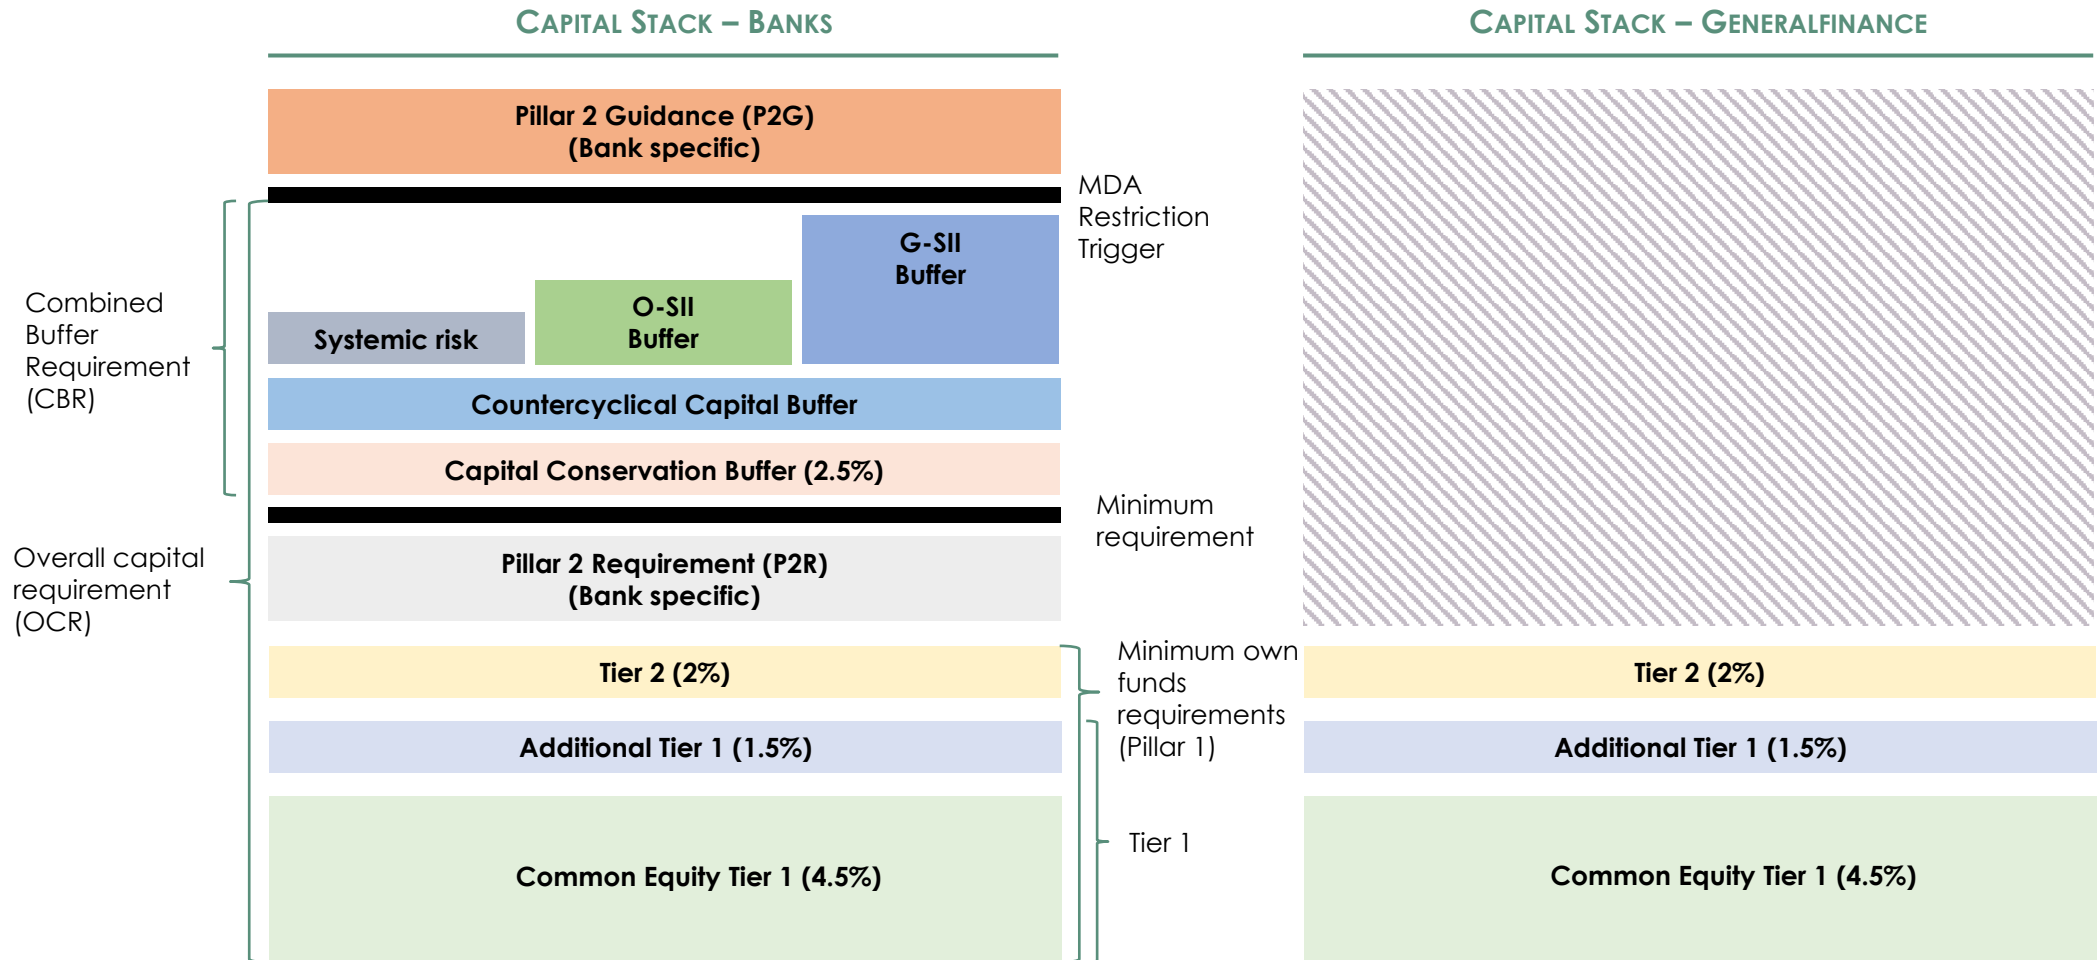 CAPITAL STACK – BANKS
CAPITAL STACK – GENERALFINANCE
Pillar 2 Guidance (P2G)
(Bank specific)
MDA
Restriction
Trigger
G-SII
Buffer
O-SII
Buffer
Systemic risk
Combined
Buffer
Requirement
(CBR)
Countercyclical Capital Buffer
Capital Conservation Buffer (2.5%)
Minimum
requirement
Overall capital
requirement
(OCR)
Pillar 2 Requirement (P2R)
(Bank specific)
Minimum own
funds
requirements
(Pillar 1)
Tier 2 (2%)
Tier 2 (2%)
Additional Tier 1 (1.5%)
Additional Tier 1 (1.5%)
Tier 1
Common Equity Tier 1 (4.5%)
Common Equity Tier 1 (4.5%)